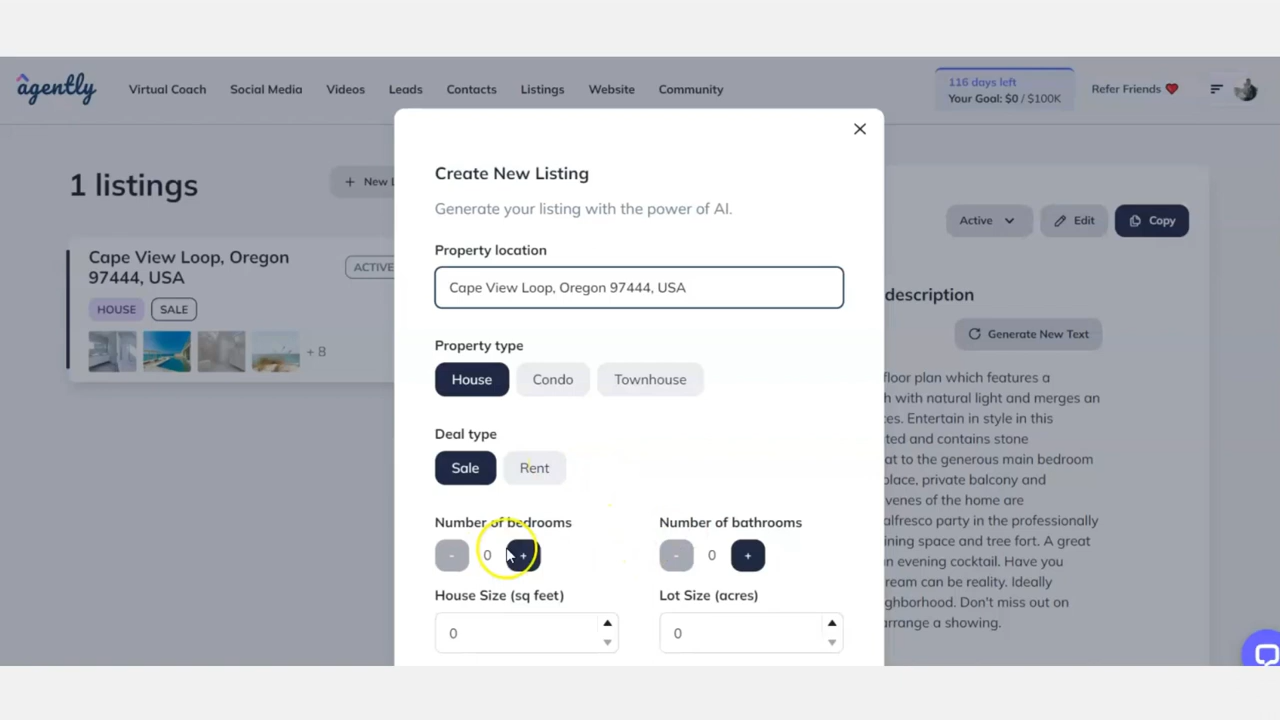 agently
Virtual Coach
Social Media
Videos
Leads
Contacts
Listings
Website
Community
116 days left
Your Goal: $0 / $100K
Refer Friends
1 listings
+ New L
Cape View Loop, Oregon
97444, USA
ACTIVE
HOUSE
SALE
+ 8
Create New Listing
Generate your listing with the power of AI.
Property location
Cape View Loop, Oregon 97444, USA
Property type
House
Condo
Townhouse
Deal type
Sale
Rent
Number of bedrooms
Number of bathrooms
- 0 +
- 0 +
House Size (sq feet)
Lot Size (acres)
0
0
Active
Edit
Copy
description
Generate New Text
floor plan which features a
h with natural light and merges an
ces. Entertain in style in this
ted and contains stone
at to the generous main bedroom
place, private balcony and
venes of the home are
alfresco party in the professionally
ining space and tree fort. A great
n evening cocktail. Have you
ream can be reality. Ideally
ghborhood. Don't miss out on
arrange a showing.